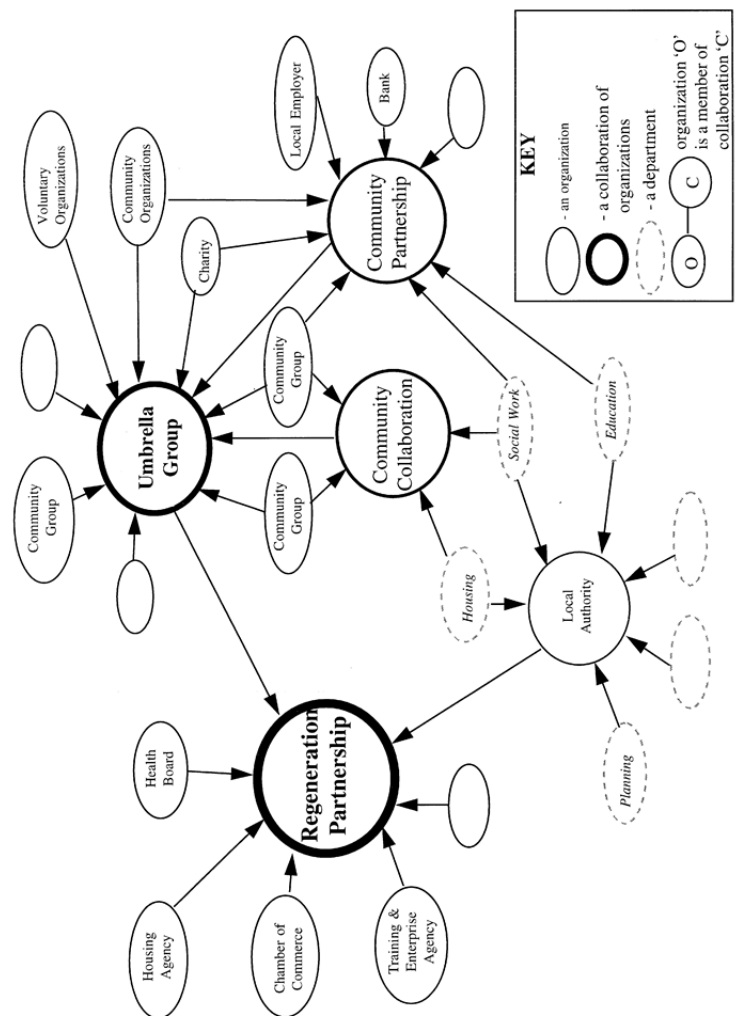 Voluntary
Organizations
Community
Organizations
Local Employer
Bank
Charity
Community
Group
Umbrella
Group
Community
Partnership
Community
Group
Community
Group
Community
Collaboration
Social Work
Education
Housing
Local
Authority
Planning
Health
Board
Regeneration
Partnership
Housing
Agency
Chamber of
Commerce
Training &
Enterprise
Agency
KEY
- an organization
- a collaboration of
organizations
- a department
O
C
organization ‘O’
is a member of
collaboration ‘C’